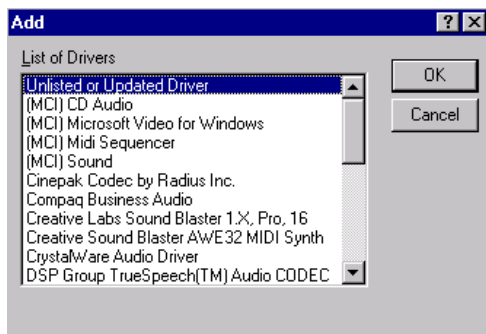 Add
List of Drivers
Unlisted or Updated Driver
(MCI) CD Audio
(MCI) Microsoft Video for Windows
(MCI) Midi Sequencer
(MCI) Sound
Cinepak Codec by Radius Inc.
Compaq Business Audio
Creative Labs Sound Blaster 1.X, Pro, 16
Creative Sound Blaster AWE32 MIDI Synth
CrystalWare Audio Driver
DSP Group TrueSpeech(TM) Audio CODEC
OK
Cancel